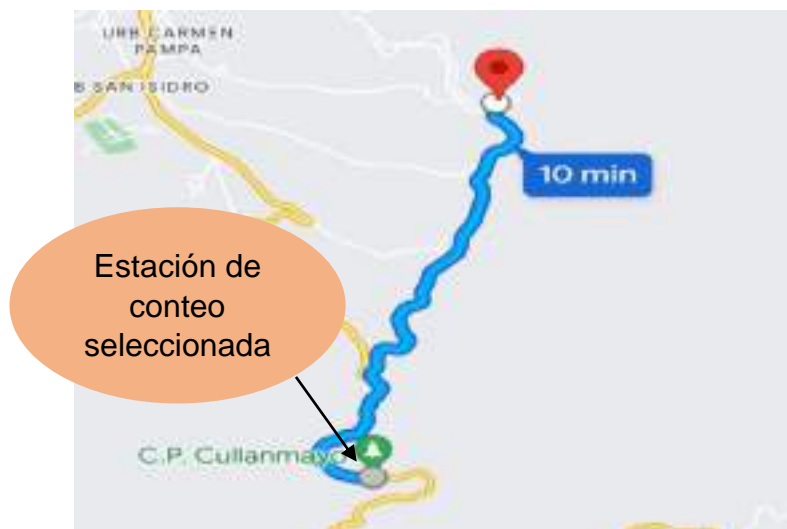 URB CARMEN
PAMPA
B SAN ISIDRO
10 min
Estación de
conteo
seleccionada
C.P. Cullanmayo